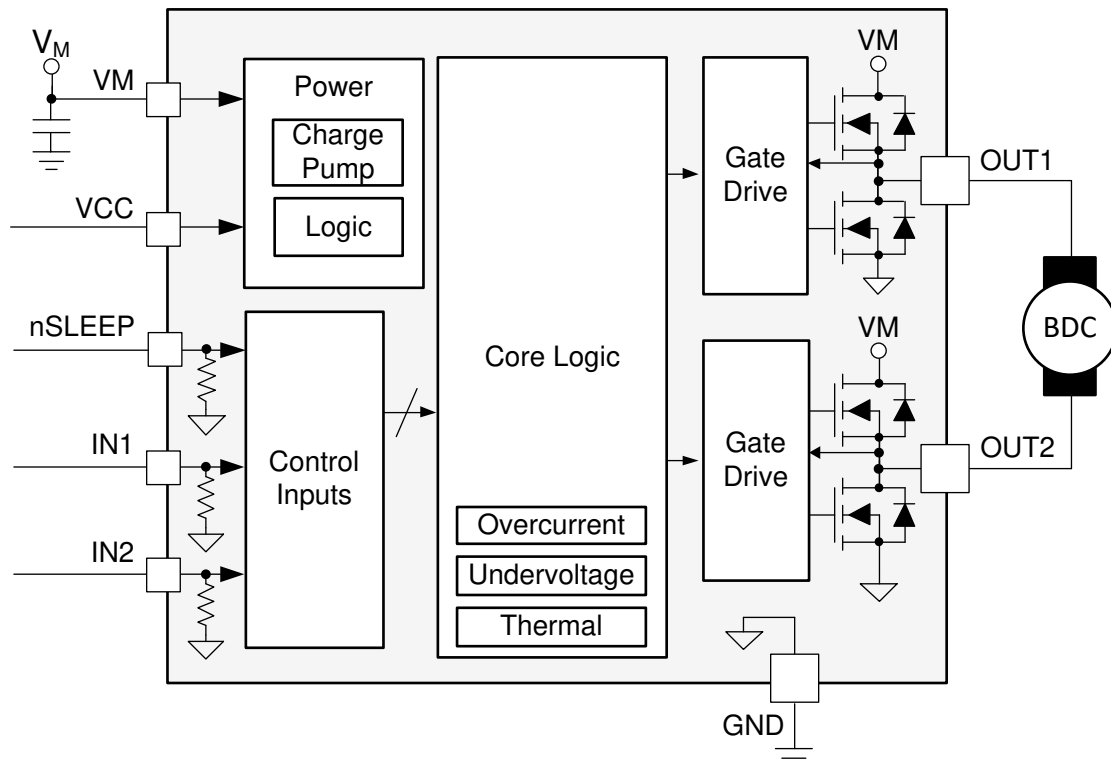 VM
VM
Power
Charge
Pump
Logic
VCC
nSLEEP
IN1
IN2
Control
Inputs
Core Logic
Overcurrent
Undervoltage
Thermal
Gate
Drive
VM
OUT1
BDC
Gate
Drive
VM
OUT2
GND